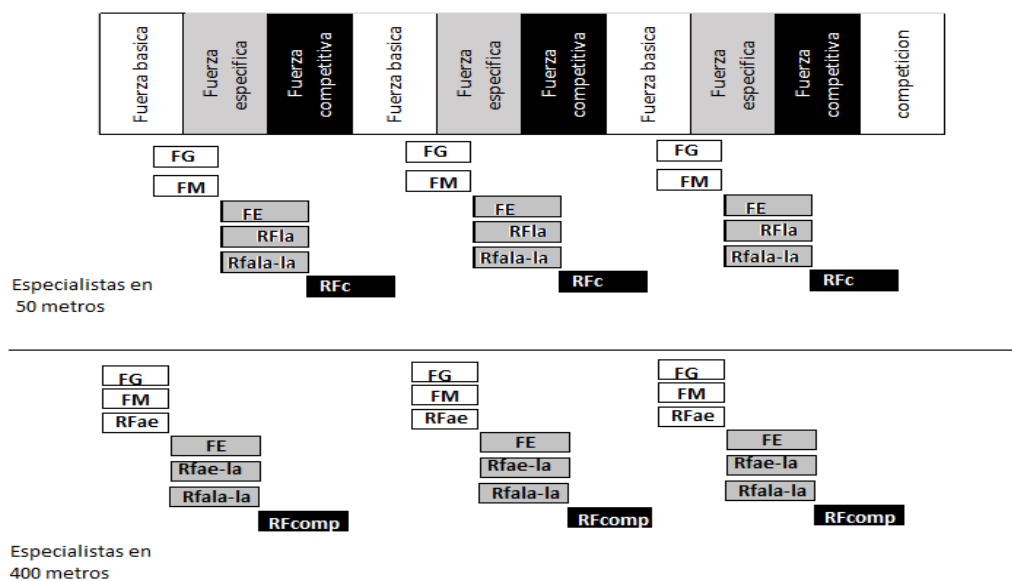 Fuerza basica
Fuerza
especifica
Fuerza
competitiva
Fuerza basica
Fuerza
especifica
Fuerza
competitiva
Fuerza basica
Fuerza
especifica
Fuerza
competitiva
competicion
FG FG FG
FM FM FM
FE FE FE
RFla RFla RFla
Rfala-la Rfala-la Rfala-la
RFc RFc RFc
Especialistas en
50 metros
FG FG FG
FM FM FM
RFae RFae RFae
FE FE FE
Rfae-la Rfae-la Rfae-la
Rfala-la Rfala-la Rfala-la
RFcomp RFcomp RFcomp
Especialistas en
400 metros